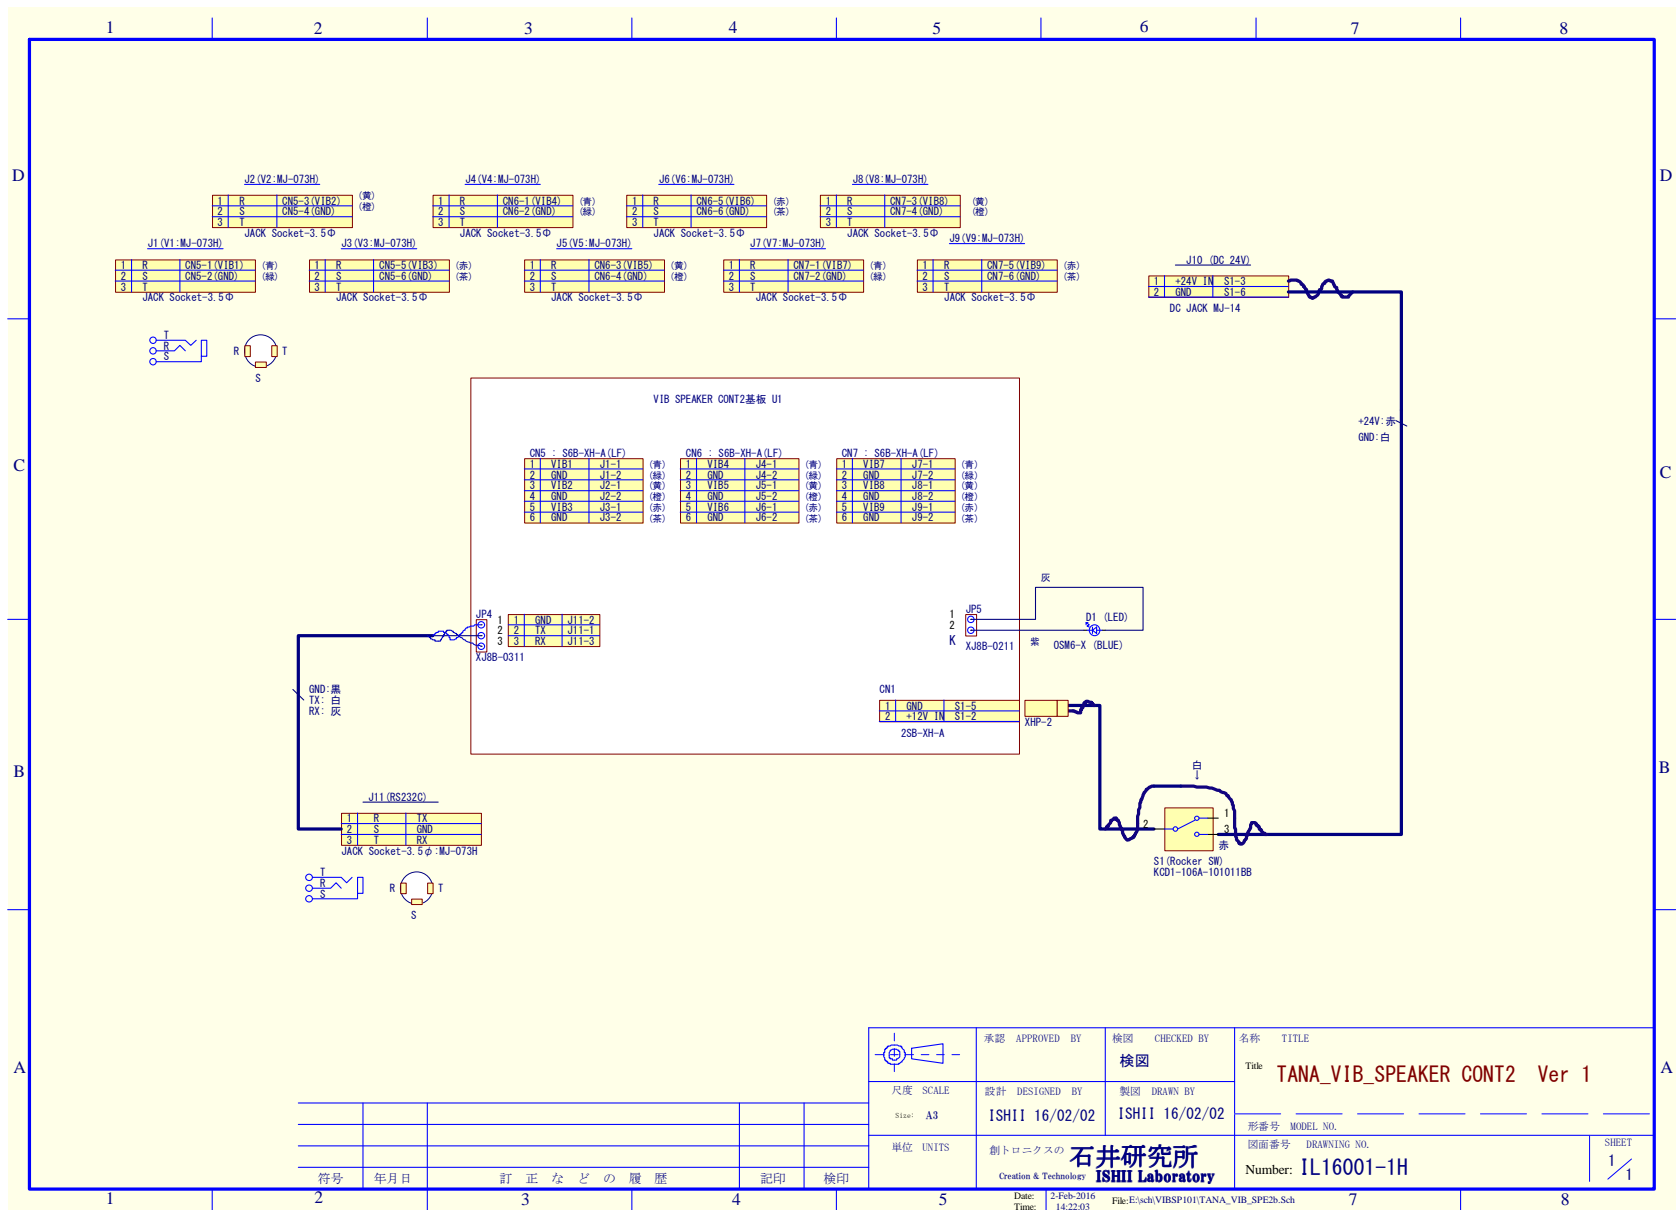 1 2 3 4 5 6 7 8
D D
J2(V2:MJ-073H) J4(V4:MJ-073H) J6(V6:MJ-073H) J8(V8:MJ-073H)
1 R CN5-3(VIB2) (黄) 1 R CN6-1(VIB4) (青) 1 R CN6-5(VIB6) (赤) 1 R CN7-3(VIB8) (黄)
2 S CN5-4(GND) (橙) 2 S CN6-2(GND) (緑) 2 S CN6-6(GND) (茶) 2 S CN7-4(GND) (橙)
3 T 3 T 3 T 3 T
JACK Socket-3.5Φ JACK Socket-3.5Φ JACK Socket-3.5Φ JACK Socket-3.5Φ
J1(V1:MJ-073H) J3(V3:MJ-073H) J5(V5:MJ-073H) J7(V7:MJ-073H) J9(V9:MJ-073H)
1 R CN5-1(VIB1) (青) 1 R CN5-5(VIB3) (赤) 1 R CN6-3(VIB5) (黄) 1 R CN7-1(VIB7) (青) 1 R CN7-5(VIB9) (赤)
2 S CN5-2(GND) (緑) 2 S CN5-6(GND) (茶) 2 S CN6-4(GND) (橙) 2 S CN7-2(GND) (緑) 2 S CN7-6(GND) (茶)
3 T 3 T 3 T 3 T 3 T
JACK Socket-3.5Φ JACK Socket-3.5Φ JACK Socket-3.5Φ JACK Socket-3.5Φ JACK Socket-3.5Φ
J10 (DC 24V)
1 +24V IN S1-3
2 GND S1-6
DC JACK MJ-14
T
R
S
R T
S
VIB SPEAKER CONT2基板 U1
+24V:赤
GND:白
C C
CN5 : S6B-XH-A(LF) CN6 : S6B-XH-A(LF) CN7 : S6B-XH-A(LF)
1 VIB1 J1-1 (青) 1 VIB4 J4-1 (青) 1 VIB7 J7-1 (青)
2 GND J1-2 (緑) 2 GND J4-2 (緑) 2 GND J7-2 (緑)
3 VIB2 J2-1 (黄) 3 VIB5 J5-1 (黄) 3 VIB8 J8-1 (黄)
4 GND J2-2 (橙) 4 GND J5-2 (橙) 4 GND J8-2 (橙)
5 VIB3 J3-1 (赤) 5 VIB6 J6-1 (赤) 5 VIB9 J9-1 (赤)
6 GND J3-2 (茶) 6 GND J6-2 (茶) 6 GND J9-2 (茶)
灰
JP4
1 1 GND J11-2
2 2 TX J11-1
3 3 RX J11-3
XJ8B-0311
JP5
1
2
K
XJ8B-0211
紫
D1 (LED)
OSM6-X (BLUE)
GND:黒
TX: 白
RX: 灰
CN1
1 GND S1-5
2 +12V IN S1-2
2SB-XH-A
XHP-2
B B
白
↓
2 1
3
赤
S1(Rocker SW)
KCD1-106A-101011BB
J11(RS232C)
1 R TX
2 S GND
3 T RX
JACK Socket-3.5φ:MJ-073H
T
R
S
R T
S
A A
承認 APPROVED BY
検図 CHECKED BY
検図
名称 TITLE
Title TANA_VIB_SPEAKER CONT2 Ver 1
尺度 SCALE
Size: A3
設計 DESIGNED BY
ISHII 16/02/02
製図 DRAWN BY
ISHII 16/02/02
形番号 MODEL NO.
単位 UNITS
創トロニクスの 石井研究所
Creation & Technology ISHII Laboratory
図面番号 DRAWING NO.
Number: IL16001-1H
SHEET
1/1
符号 年月日 訂正などの履歴 記印 検印
1 2 3 4 5 7 8
Date: 2-Feb-2016 File:E:\sch\VIBSP101\TANA_VIB_SPE2b.Sch
Time: 14:22:03